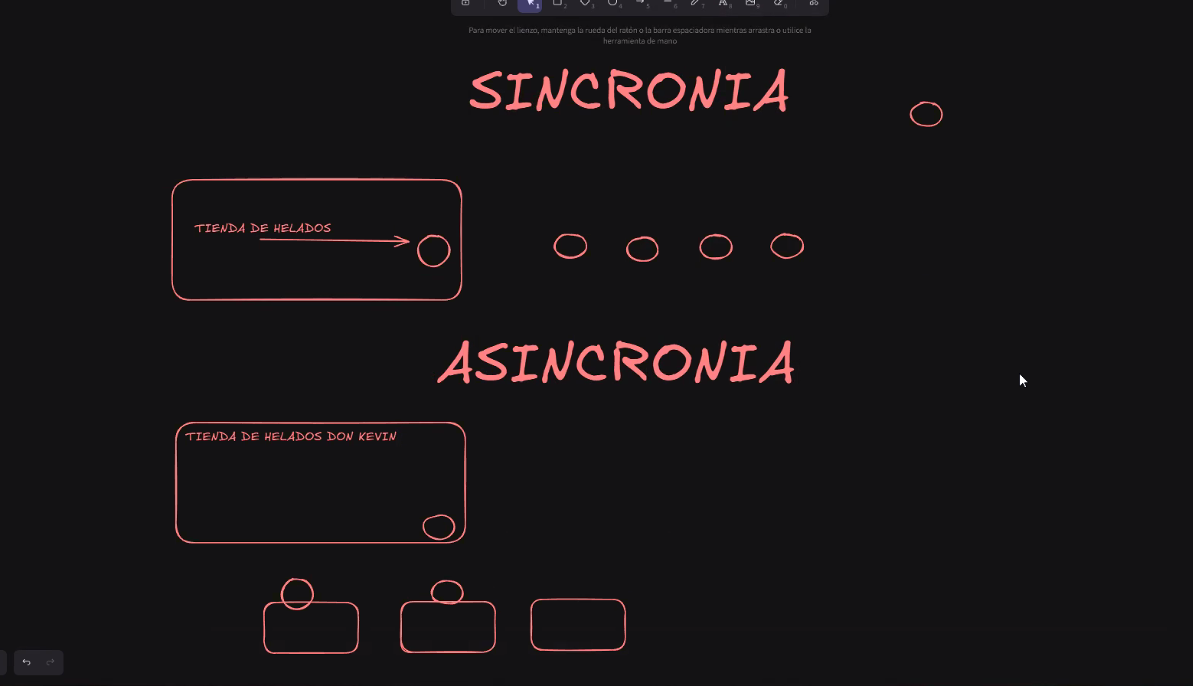 Para mover el lienzo, mantenga la rueda del ratón o la barra espaciadora mientras arrastra o utilice la
herramienta de mano
SINCRONIA
TIENDA DE HELADOS
ASINCRONIA
TIENDA DE HELADOS DON KEVIN